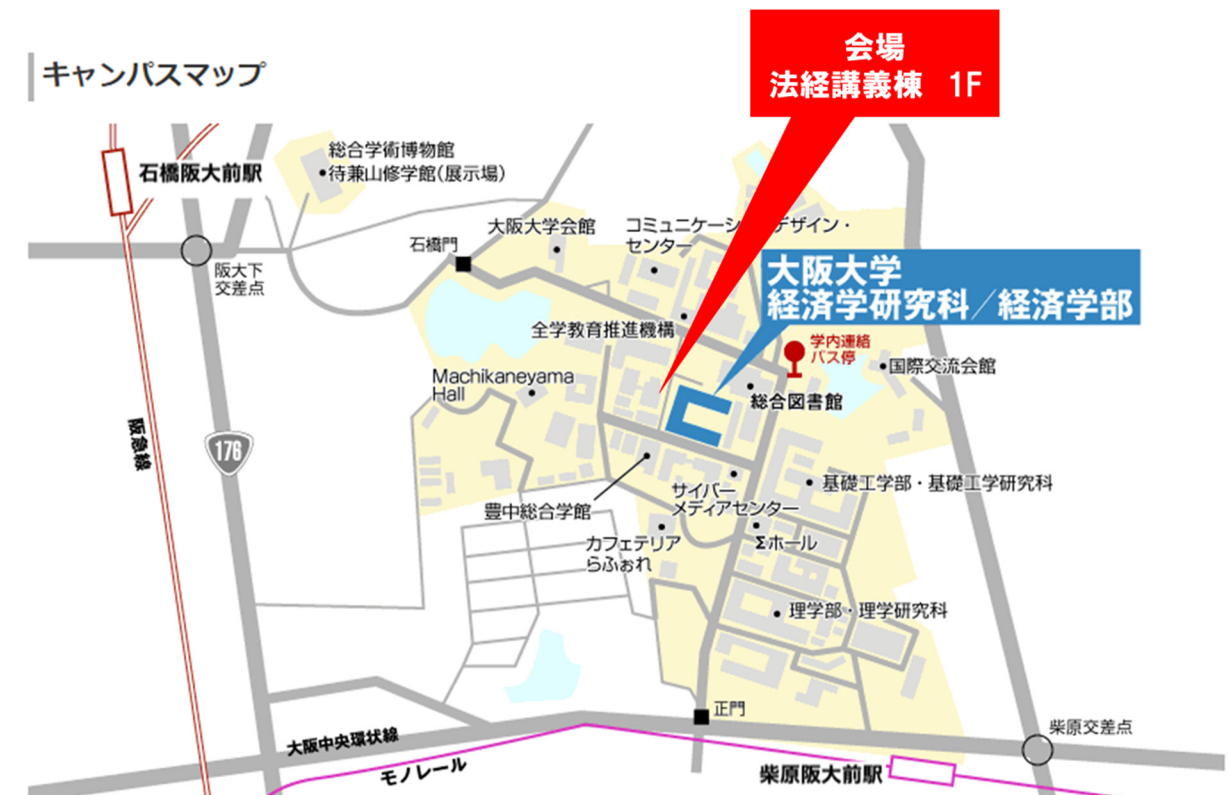 会場
法経講義棟 1F
キャンパスマップ
総合学術博物館
待兼山修学館(展示場)
石橋阪大前駅
大阪大学会館
コミュニケーシ
デザイン・
センター
石橋門
阪大下
交差点
大阪大学
経済学研究科/経済学部
全学教育推進機構
学内連絡
バス停
国際交流会館
Machikaneyama
Hall
総合図書館
阪急線
176
基礎工学部・基礎工学研究科
サイバー
メディアセンター
豊中総合学館
カフェテリア
らふぉれ
Σホール
理学部・理学研究科
正門
柴原交差点
大阪中央環状線
モノレール
柴原阪大前駅